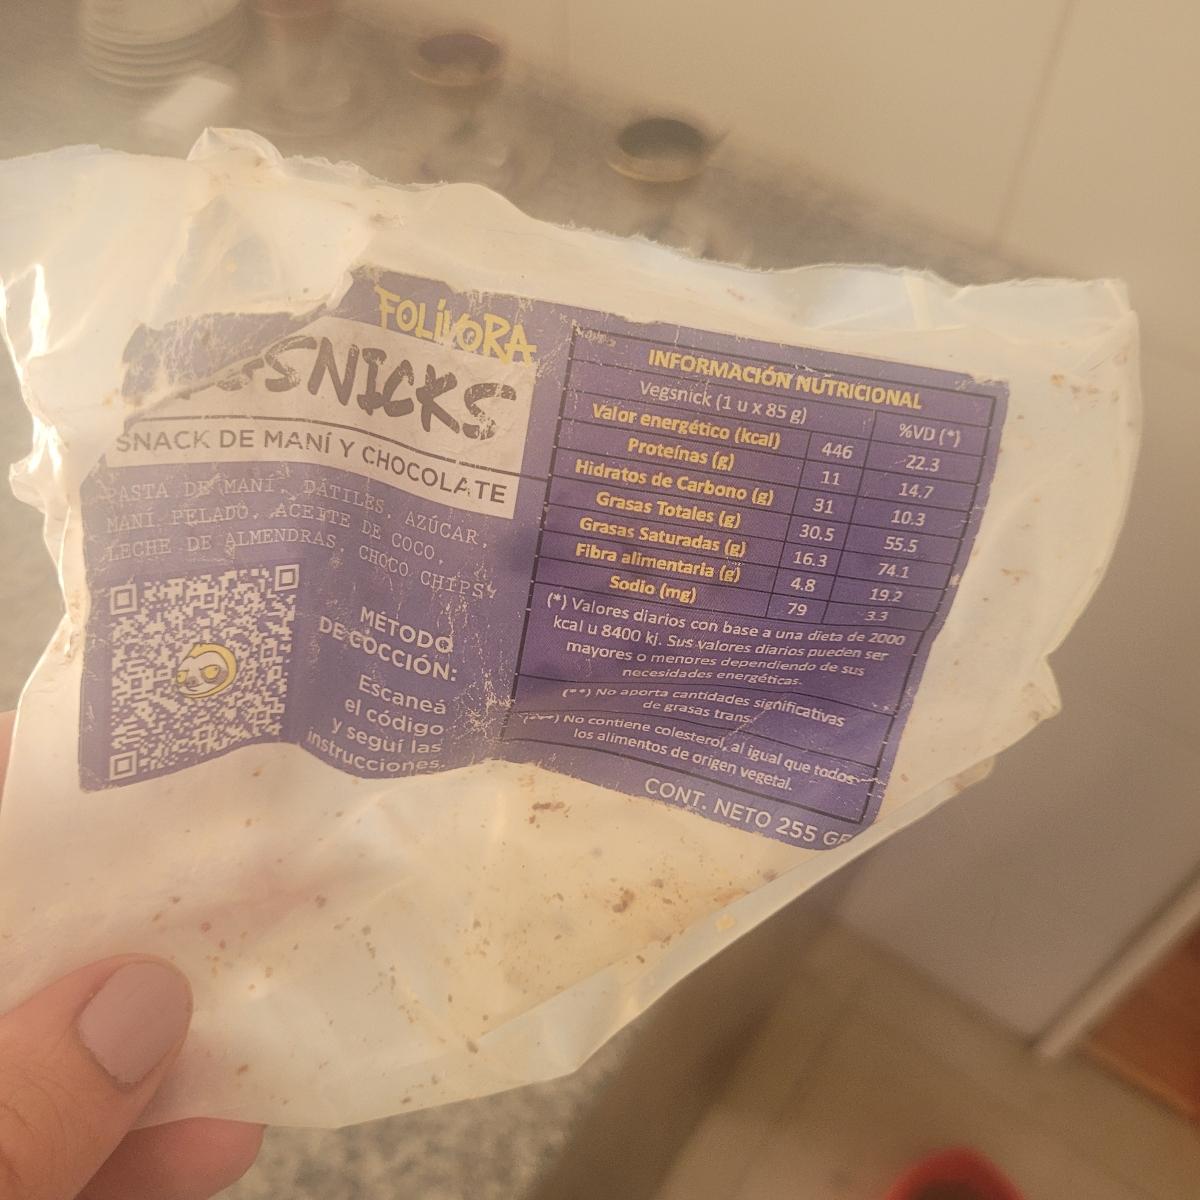 FOLÍVORA
SNICKS
SNACK DE MANÍ Y CHOCOLATE
PASTA DE MANÍ, DÁTILES, AZÚCAR,
MANÍ PELADO, ACEITE DE COCO,
LECHE DE ALMENDRAS, CHOCO CHIPS,
MÉTODO
DE COCCIÓN:
Escaneá
el código
y seguí las
instrucciones.
INFORMACIÓN NUTRICIONAL
Vegsnick (1 u x 85 g) %VD (*)
Valor energético (kcal) 446 22.3
Proteínas (g) 11 14.7
Hidratos de Carbono (g) 31 10.3
Grasas Totales (g) 30.5 55.5
Grasas Saturadas (g) 16.3 74.1
Fibra alimentaria (g) 4.8 19.2
Sodio (mg) 79 3.3
(*) Valores diarios con base a una dieta de 2000
kcal u 8400 kj. Sus valores diarios pueden ser
mayores o menores dependiendo de sus
necesidades energéticas.
(**) No aporta cantidades significativas
de grasas trans.
(***) No contiene colesterol, al igual que todos
los alimentos de origen vegetal.
CONT. NETO 255 GR